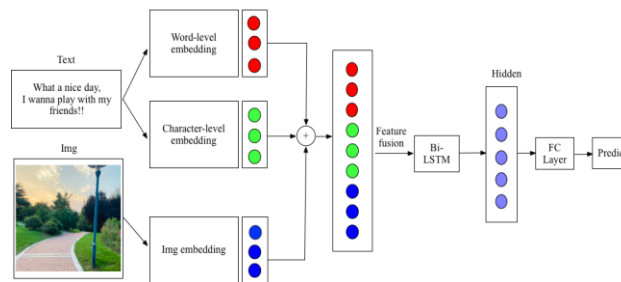 Text
What a nice day,
I wanna play with my
friends!!
Img
Word-level
embedding
Character-level
embedding
Img embedding
+
Feature
fusion
Bi-
LSTM
Hidden
FC
Layer
Predic